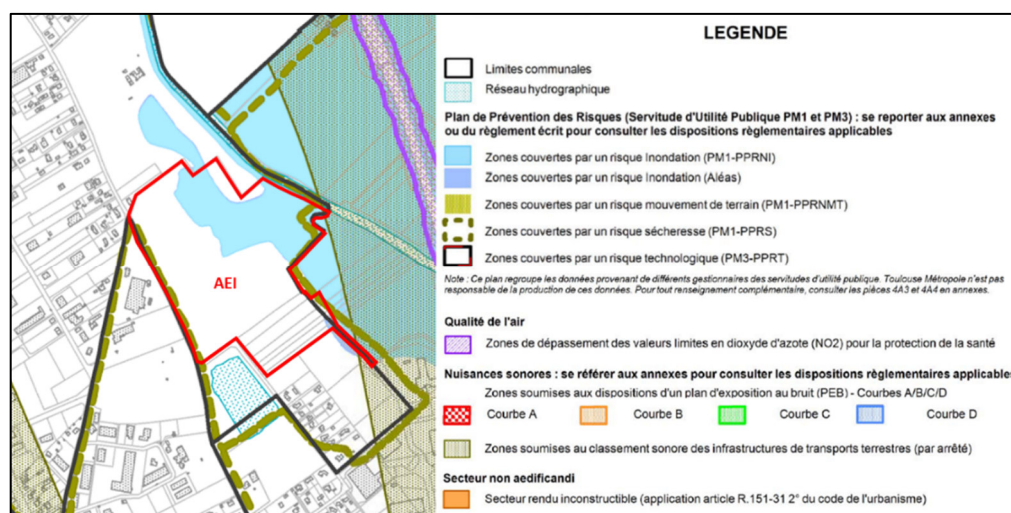 AEI
LEGENDE
Limites communales
Réseau hydrographique
Plan de Prévention des Risques (Servitude d'Utilité Publique PM1 et PM3) : se reporter aux annexes
ou du règlement écrit pour consulter les dispositions règlementaires applicables
Zones couvertes par un risque Inondation (PM1-PPRNI)
Zones couvertes par un risque Inondation (Aléas)
Zones couvertes par un risque mouvement de terrain (PM1-PPRNMT)
Zones couvertes par un risque sécheresse (PM1-PPRS)
Zones couvertes par un risque technologique (PM3-PPRT)
Note : Ce plan regroupe les données provenant de différents gestionnaires des servitudes d'utilité publique. Toulouse Métropole n'est pas
responsable de la production de ces données. Pour tout renseignement complémentaire, consulter les pièces 4A3 et 4A4 en annexes.
Qualité de l'air
Zones de dépassement des valeurs limites en dioxyde d'azote (NO2) pour la protection de la santé
Nuisances sonores : se référer aux annexes pour consulter les dispositions règlementaires applicables
Zones soumises aux dispositions d'un plan d'exposition au bruit (PEB) - Courbes A/B/C/D
Courbe A Courbe B Courbe C Courbe D
Zones soumises au classement sonore des infrastructures de transports terrestres (par arrêté)
Secteur non aedificandi
Secteur rendu inconstructible (application article R.151-31 2° du code de l'urbanisme)